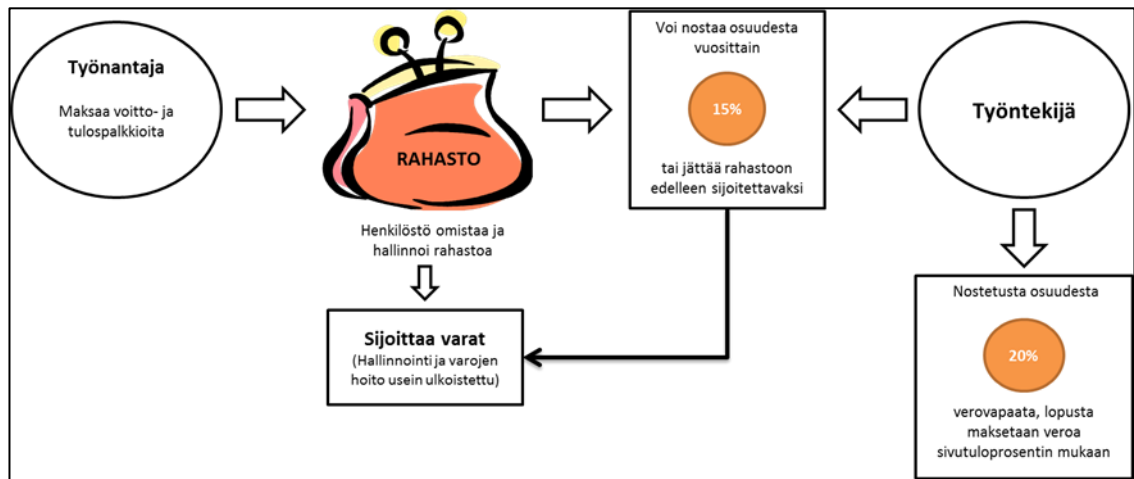 Työnantaja
Maksaa voitto- ja
tulospalkkioita
RAHASTO
Henkilöstö omistaa ja
hallinnoi rahastoa
Sijoittaa varat
(Hallinnointi ja varojen
hoito usein ulkoistettu)
Voi nostaa osuudesta
vuosittain
15%
tai jättää rahastoon
edelleen sijoitettavaksi
Työntekijä
Nostetusta osuudesta
20%
verovapaata, lopusta
maksetaan veroa
sivutuloprosentin mukaan